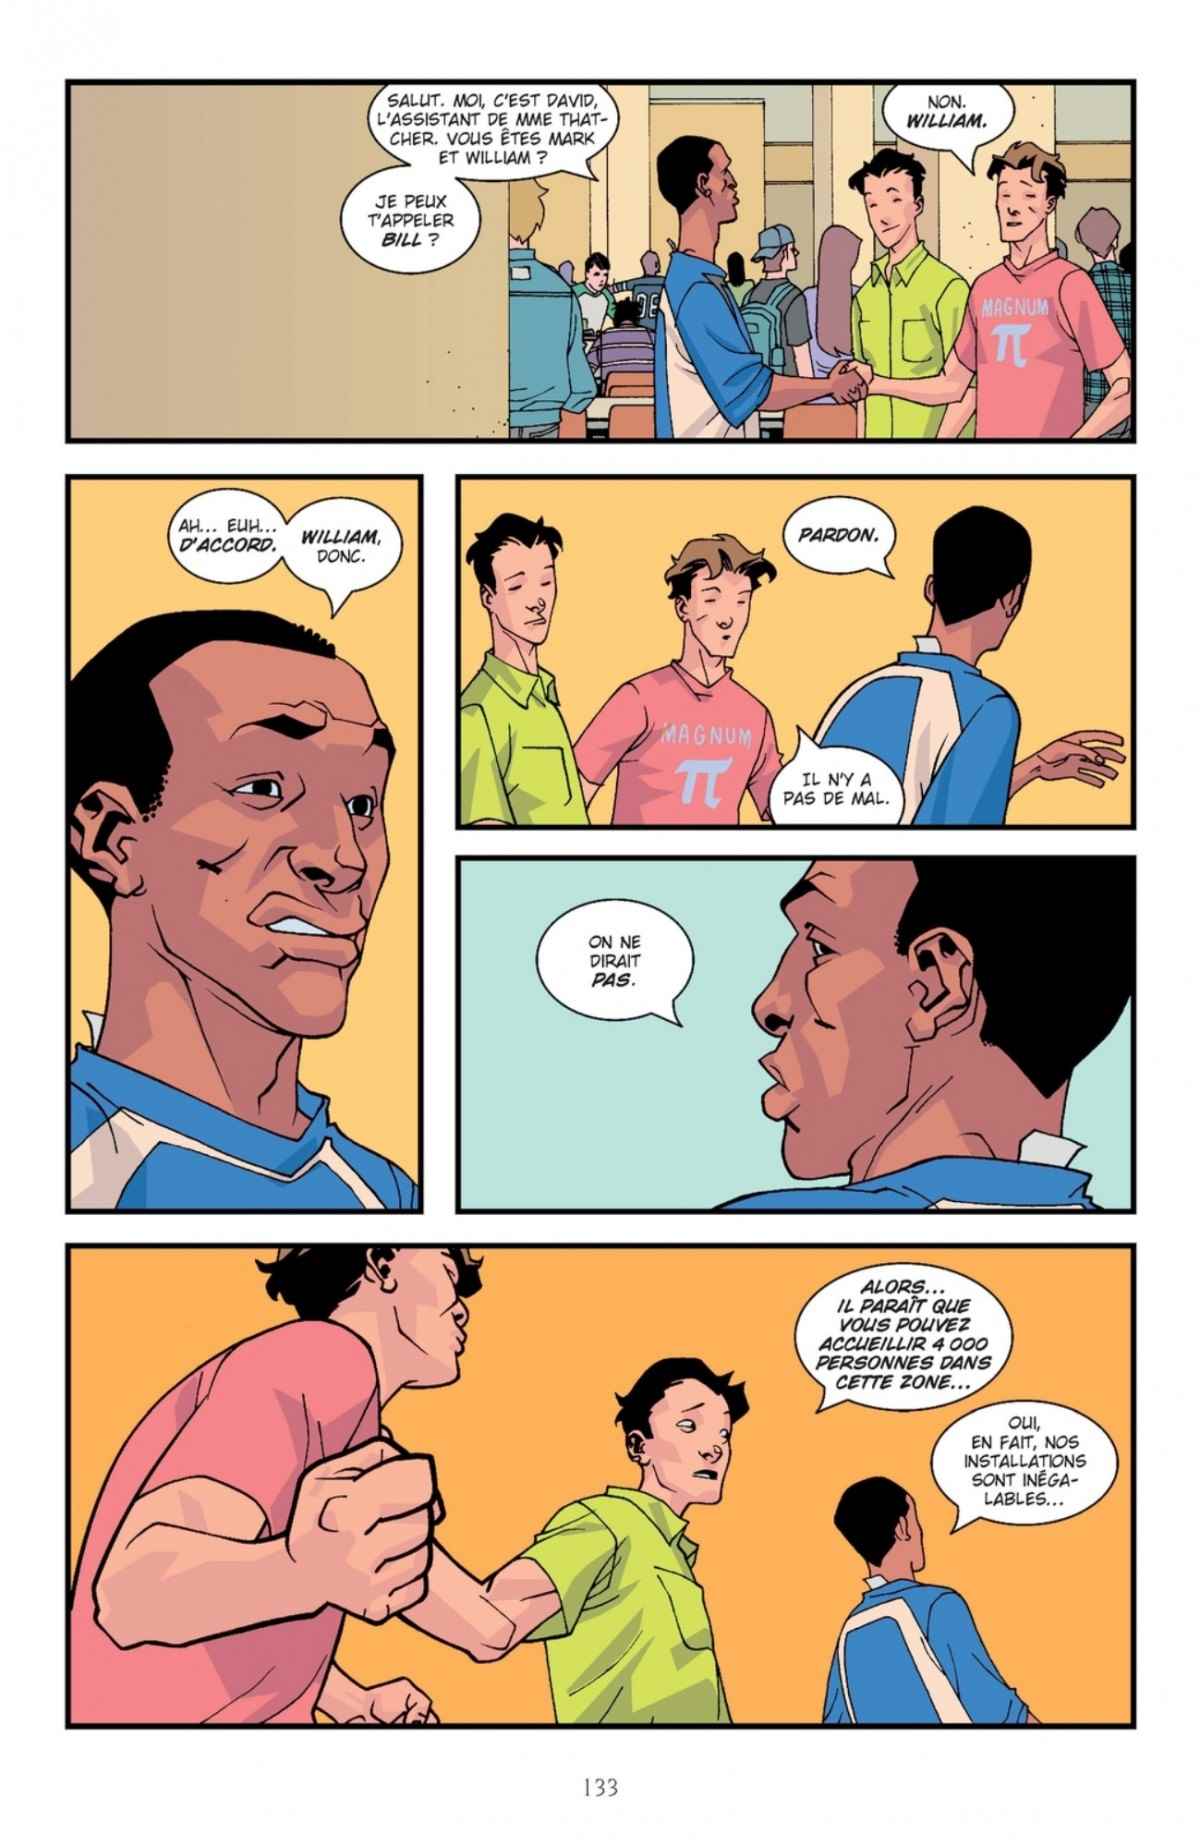 SALUT. MOI, C'EST DAVID,
L'ASSISTANT DE MME THAT-
CHER. VOUS ÊTES MARK
ET WILLIAM ?
JE PEUX
T'APPELER
BILL ?
NON.
WILLIAM.
MAGNUM
π
AH... EUH...
D'ACCORD.
WILLIAM,
DONC.
PARDON.
MAGNUM
π
IL N'Y A
PAS DE MAL.
ON NE
DIRAIT
PAS.
ALORS...
IL PARAÎT QUE
VOUS POUVEZ
ACCUEILLIR 4 000
PERSONNES DANS
CETTE ZONE...
OUI,
EN FAIT, NOS
INSTALLATIONS
SONT INÉGA-
LABLES...
133